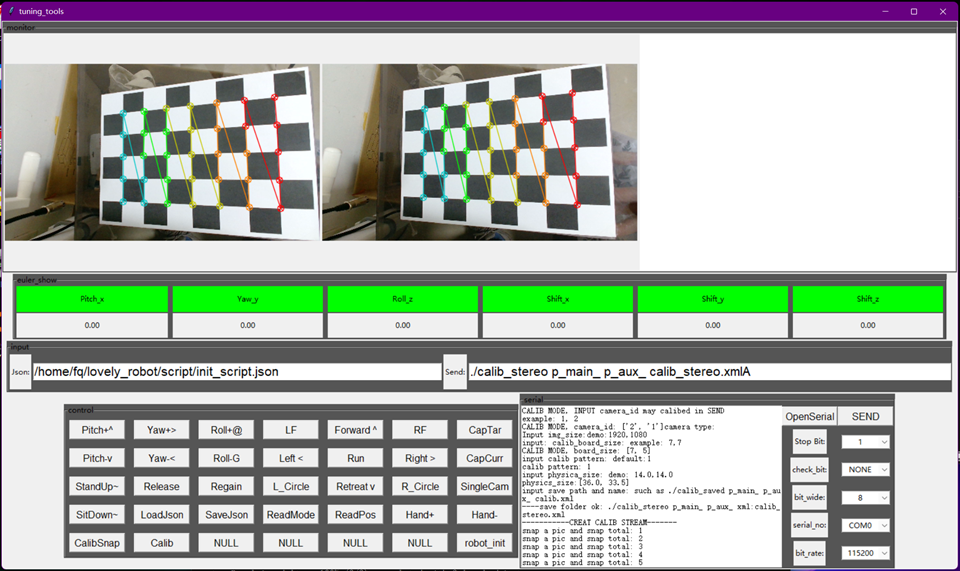 tuning_tools
monitor
euler_show
Pitch_x Yaw_y Roll_z Shift_x Shift_y Shift_z
0.00 0.00 0.00 0.00 0.00 0.00
input
Json: /home/fq/lovely_robot/script/init_script.json Send: ./calib_stereo p_main_ p_aux_ calib_stereo.xmlA
control
Pitch+^ Yaw+> Roll+@ LF Forward ^ RF CapTar
Pitch-v Yaw-< Roll-G Left < Run Right > CapCurr
StandUp~ Release Regain L_Circle Retreat v R_Circle SingleCam
SitDown~ LoadJson SaveJson ReadMode ReadPos Hand+ Hand-
CalibSnap Calib NULL NULL NULL NULL robot_init
serial
CALIB MODE, INPUT camera_id may calibed in SEND
example: 1, 2
CALIB MODE, camera_id: ['2', '1']camera type:
Input img_size:demo:1920,1080
input: calib_board_size: example: 7,7
CALIB MODE, board_size: [7, 5]
input calib pattern: default:1
calib pattern: 1
input physica_size: demo: 14.0,14.0
physics_size:[36.0, 33.5]
input save path and name: such as ./calib_saved p_main_ p_au
x_ calib.xml
----save folder ok: ./calib_stereo p_main_ p_aux_ xml:calib_
stereo.xml
-----------CREAT CALIB STREAM-------
snap a pic and snap total: 1
snap a pic and snap total: 2
snap a pic and snap total: 3
snap a pic and snap total: 4
snap a pic and snap total: 5
OpenSerial SEND
Stop Bit: 1
check_bit: NONE
bit_wide: 8
serial_no: COM0
bit_rate: 115200